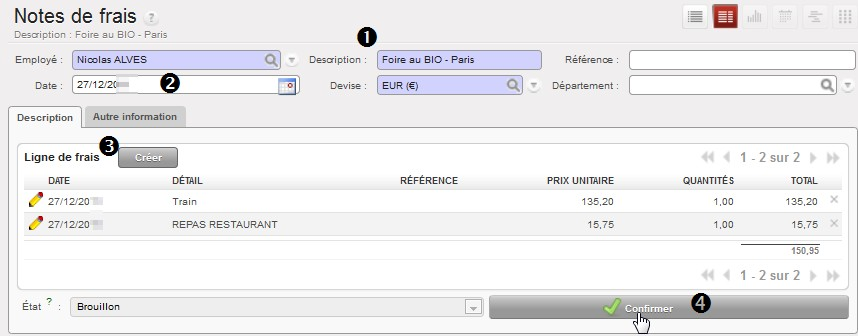 Notes de frais ?
Description : Foire au BIO - Paris
1
Employé : Nicolas ALVES Description : Foire au BIO - Paris Référence :
Date : 27/12/20 2 Devise : EUR (€) Département :
Description Autre information
3
Ligne de frais Créer 1 - 2 sur 2
DATE DÉTAIL RÉFÉRENCE PRIX UNITAIRE QUANTITÉS TOTAL
27/12/20 Train 135,20 1,00 135,20
27/12/20 REPAS RESTAURANT 15,75 1,00 15,75
150,95
1 - 2 sur 2
État ? : Brouillon Confirmer 4